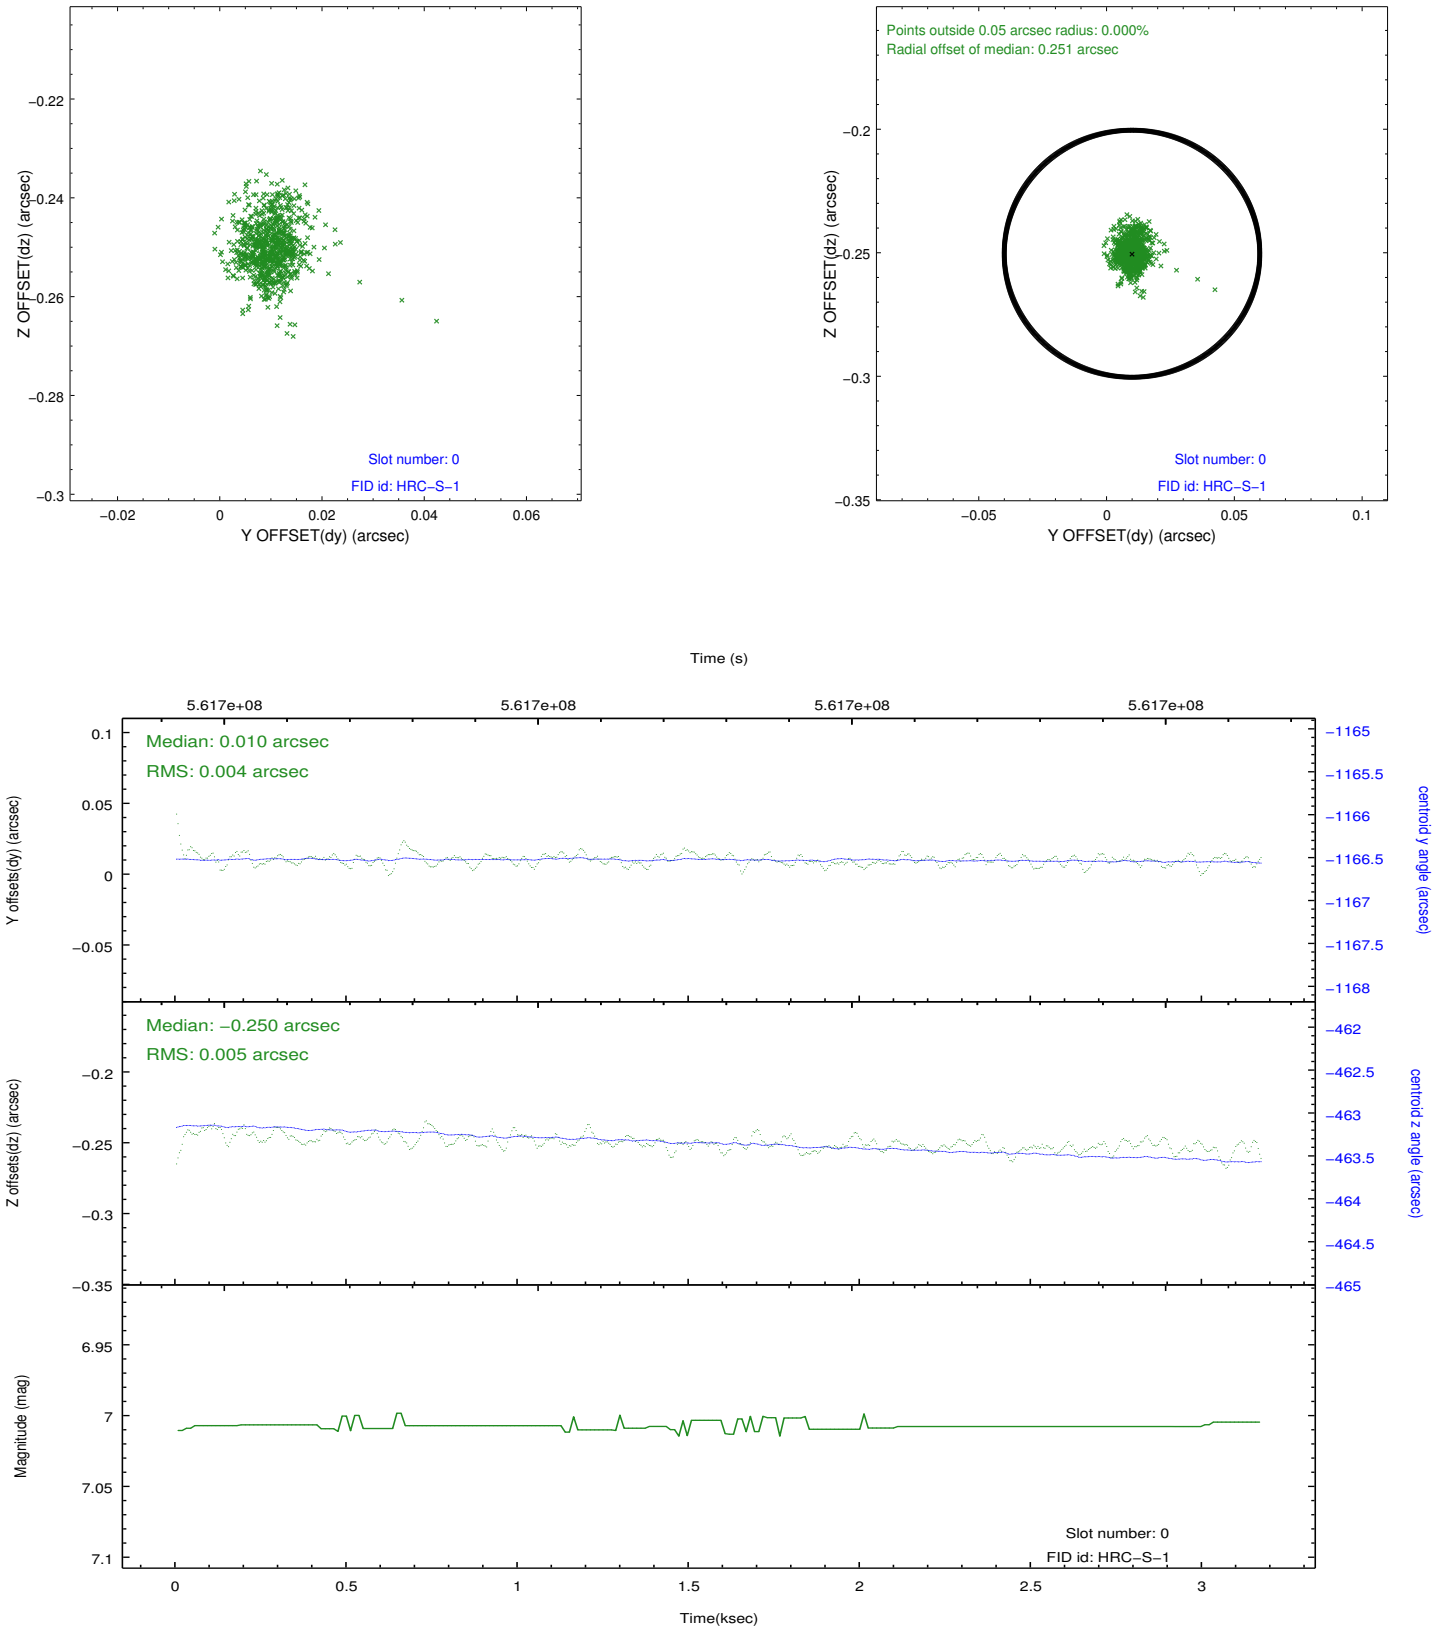 −0.22
−0.24
−0.26
−0.28
−0.3
Z OFFSET(dz) (arcsec)
Slot number: 0
FID id: HRC−S−1
−0.02
0
0.02
0.04
0.06
Y OFFSET(dy) (arcsec)
Points outside 0.05 arcsec radius: 0.000%
Radial offset of median: 0.251 arcsec
−0.2
−0.25
−0.3
−0.35
Z OFFSET(dz) (arcsec)
Slot number: 0
FID id: HRC−S−1
−0.05
0
0.05
0.1
Y OFFSET(dy) (arcsec)
Time (s)
5.617e+08
5.617e+08
5.617e+08
5.617e+08
Median: 0.010 arcsec
RMS: 0.004 arcsec
0.1
0.05
0
−0.05
Y offsets(dy) (arcsec)
−1165
−1165.5
−1166
−1166.5
−1167
−1167.5
−1168
centroid y angle (arcsec)
Median: −0.250 arcsec
RMS: 0.005 arcsec
−0.2
−0.25
−0.3
−0.35
Z offsets(dz) (arcsec)
−462
−462.5
−463
−463.5
−464
−464.5
−465
centroid z angle (arcsec)
6.95
7
7.05
7.1
Magnitude (mag)
Slot number: 0
FID id: HRC−S−1
0
0.5
1
1.5
2
2.5
3
Time(ksec)